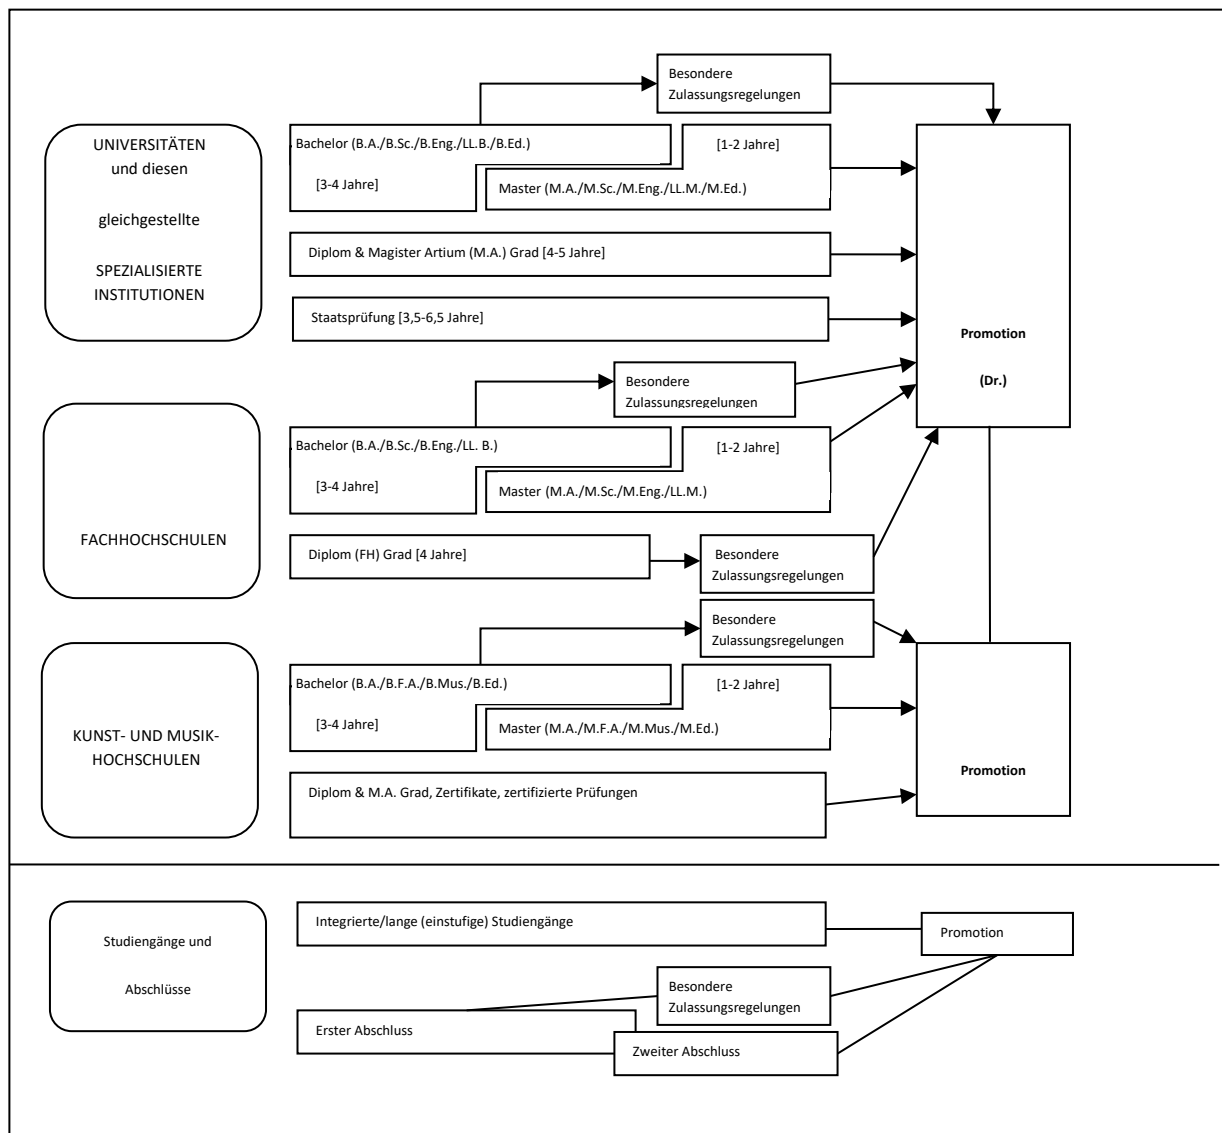 Besondere
Zulassungsregelungen
UNIVERSITÄTEN
und diesen
gleichgestellte
SPEZIALISIERTE
INSTITUTIONEN
Bachelor (B.A./B.Sc./B.Eng./LL.B./B.Ed.)
[1-2 Jahre]
[3-4 Jahre]
Master (M.A./M.Sc./M.Eng./LL.M./M.Ed.)
Diplom & Magister Artium (M.A.) Grad [4-5 Jahre]
Staatsprüfung [3,5-6,5 Jahre]
Promotion
(Dr.)
Besondere
Zulassungsregelungen
FACHHOCHSCHULEN
Bachelor (B.A./B.Sc./B.Eng./LL. B.)
[1-2 Jahre]
[3-4 Jahre]
Master (M.A./M.Sc./M.Eng./LL.M.)
Diplom (FH) Grad [4 Jahre]
Besondere
Zulassungsregelungen
Besondere
Zulassungsregelungen
KUNST- UND MUSIK-
HOCHSCHULEN
Bachelor (B.A./B.F.A./B.Mus./B.Ed.)
[1-2 Jahre]
[3-4 Jahre]
Master (M.A./M.F.A./M.Mus./M.Ed.)
Diplom & M.A. Grad, Zertifikate, zertifizierte Prüfungen
Promotion
Studiengänge und
Abschlüsse
Integrierte/lange (einstufige) Studiengänge
Promotion
Besondere
Zulassungsregelungen
Erster Abschluss
Zweiter Abschluss